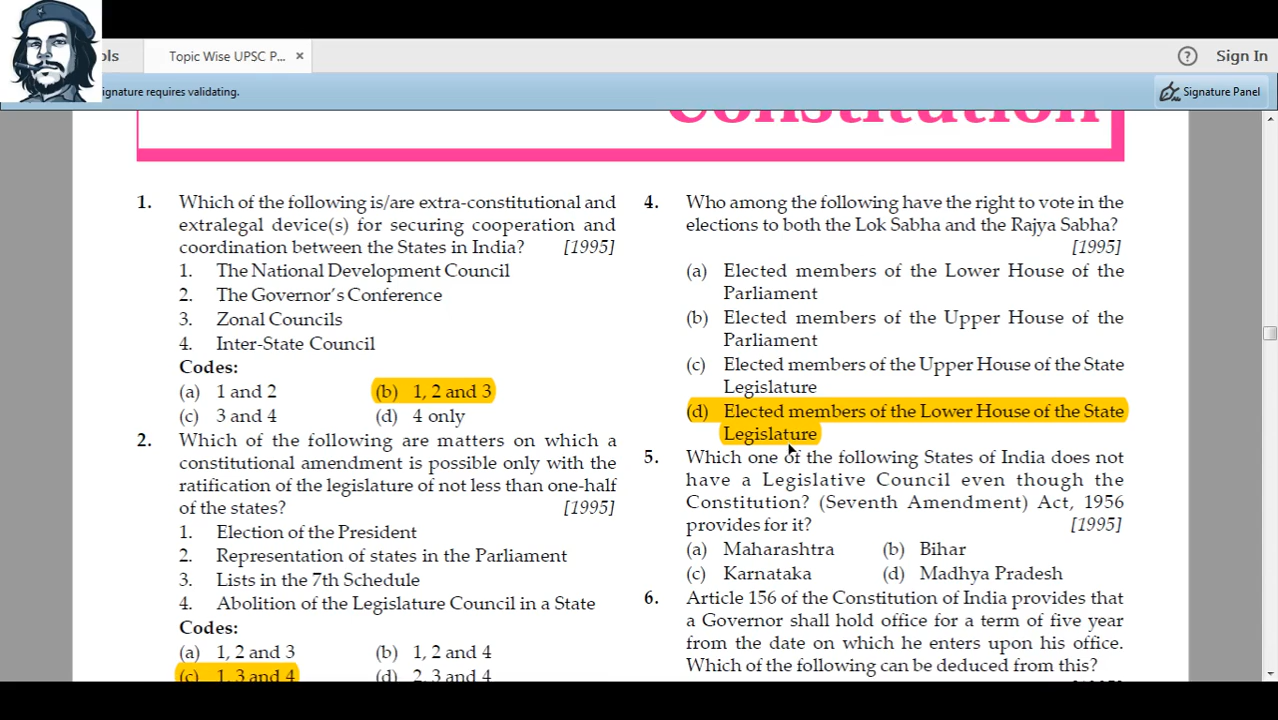 ols
Topic Wise UPSC P... ×
? Sign In
ignature requires validating.
Signature Panel
Constitution
1. Which of the following is/are extra-constitutional and
extralegal device(s) for securing cooperation and
coordination between the States in India? [1995]
1. The National Development Council
2. The Governor's Conference
3. Zonal Councils
4. Inter-State Council
Codes:
(a) 1 and 2 (b) 1, 2 and 3
(c) 3 and 4 (d) 4 only
2. Which of the following are matters on which a
constitutional amendment is possible only with the
ratification of the legislature of not less than one-half
of the states? [1995]
1. Election of the President
2. Representation of states in the Parliament
3. Lists in the 7th Schedule
4. Abolition of the Legislature Council in a State
Codes:
(a) 1, 2 and 3 (b) 1, 2 and 4
(c) 1, 3 and 4 (d) 2, 3 and 4
4. Who among the following have the right to vote in the
elections to both the Lok Sabha and the Rajya Sabha?
[1995]
(a) Elected members of the Lower House of the
Parliament
(b) Elected members of the Upper House of the
Parliament
(c) Elected members of the Upper House of the State
Legislature
(d) Elected members of the Lower House of the State
Legislature
5. Which one of the following States of India does not
have a Legislative Council even though the
Constitution? (Seventh Amendment) Act, 1956
provides for it? [1995]
(a) Maharashtra (b) Bihar
(c) Karnataka (d) Madhya Pradesh
6. Article 156 of the Constitution of India provides that
a Governor shall hold office for a term of five year
from the date on which he enters upon his office.
Which of the following can be deduced from this?